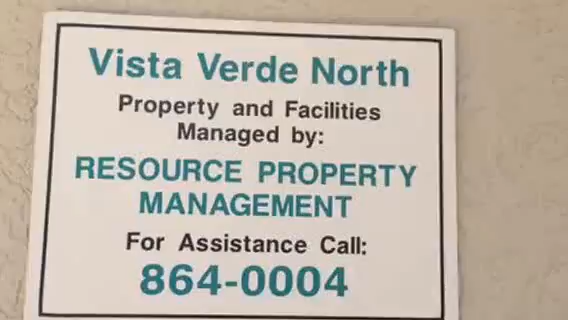 Vista Verde North
Property and Facilities
Managed by:
RESOURCE PROPERTY
MANAGEMENT
For Assistance Call:
864-0004